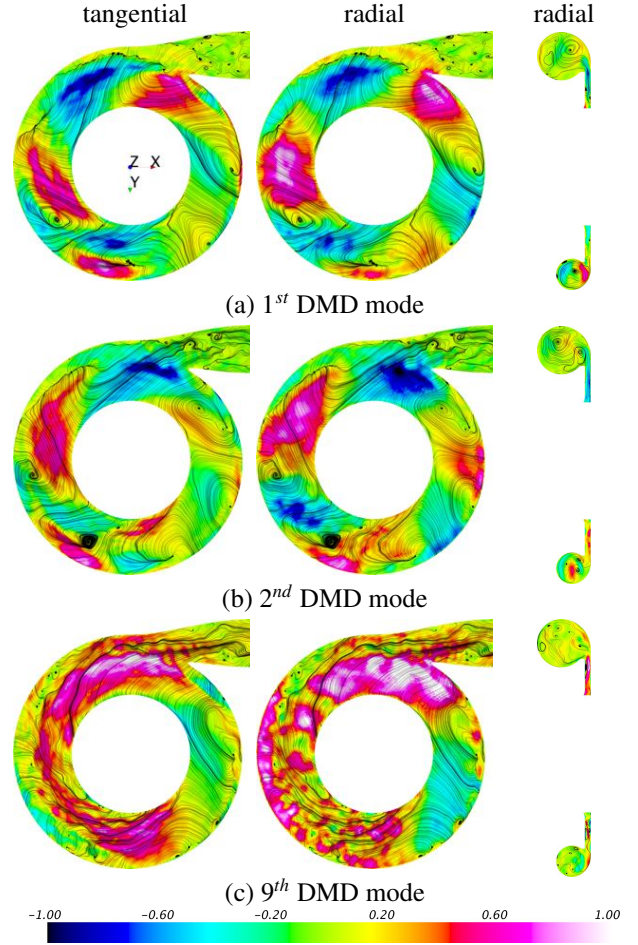 tangential radial radial
Z X
Y
(a) 1st DMD mode
(b) 2nd DMD mode
(c) 9th DMD mode
−1.00 −0.60 −0.20 0.20 0.60 1.00